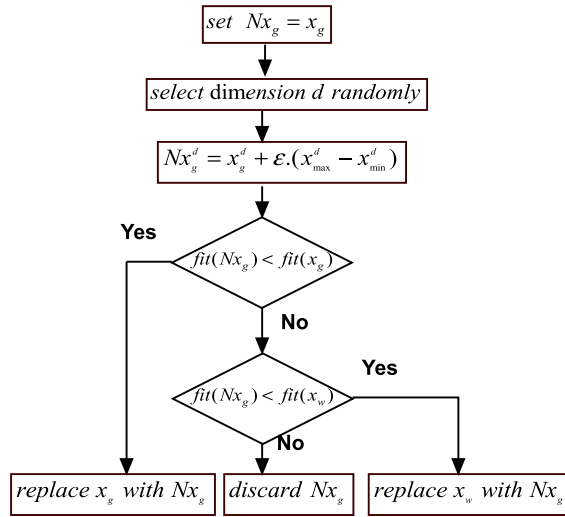 set Nx_g = x_g
select dimension d randomly
Nx_g^d = x_g^d + ε.(x_max^d − x_min^d)
Yes
fit(Nx_g) < fit(x_g)
No
Yes
fit(Nx_g) < fit(x_w)
No
replace x_g with Nx_g
discard Nx_g
replace x_w with Nx_g